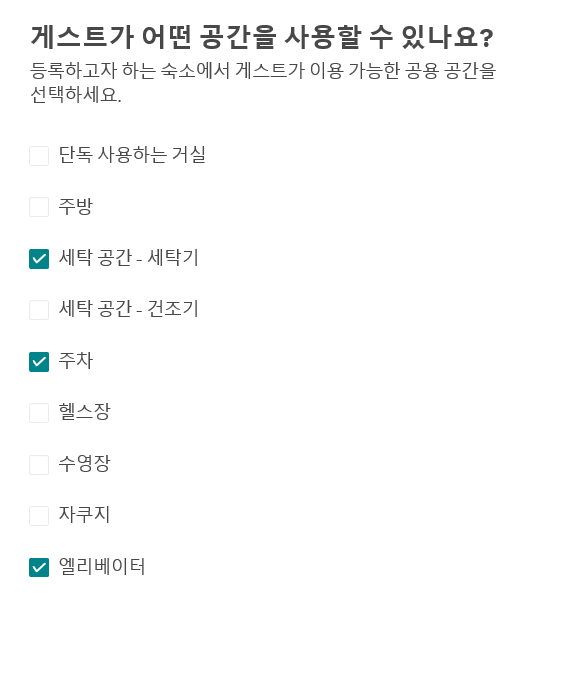 게스트가 어떤 공간을 사용할 수 있나요?
등록하고자 하는 숙소에서 게스트가 이용 가능한 공용 공간을
선택하세요.
단독 사용하는 거실
주방
세탁 공간 - 세탁기
세탁 공간 - 건조기
주차
헬스장
수영장
자쿠지
엘리베이터